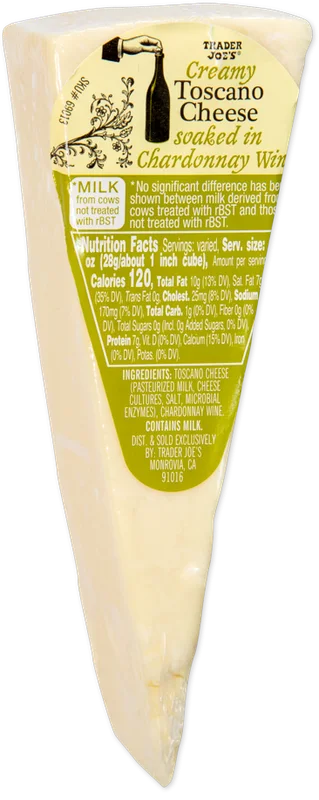 TRADER
JOE'S®
Creamy
Toscano
Cheese
soaked in
Chardonnay Win
SKU# 69013
*MILK
from cows
not treated
with rBST
*No significant difference has be
shown between milk derived fro
cows treated with rBST and thos
not treated with rBST.
Nutrition Facts Servings: varied, Serv. size:
oz (28g/about 1 inch cube), Amount per serving
Calories 120, Total Fat 10g (13% DV), Sat. Fat 7g
(35% DV), Trans Fat 0g, Cholest. 25mg (8% DV), Sodium
170mg (7% DV), Total Carb. 1g (0% DV), Fiber 0g (0%
DV), Total Sugars 0g (Incl. 0g Added Sugars, 0% DV),
Protein 7g, Vit. D (0% DV), Calcium (15% DV), Iron
(0% DV), Potas. (0% DV).
INGREDIENTS: TOSCANO CHEESE
(PASTEURIZED MILK, CHEESE
CULTURES, SALT, MICROBIAL
ENZYMES), CHARDONNAY WINE.
CONTAINS MILK.
DIST. & SOLD EXCLUSIVELY
BY: TRADER JOE'S
MONROVIA, CA
91016